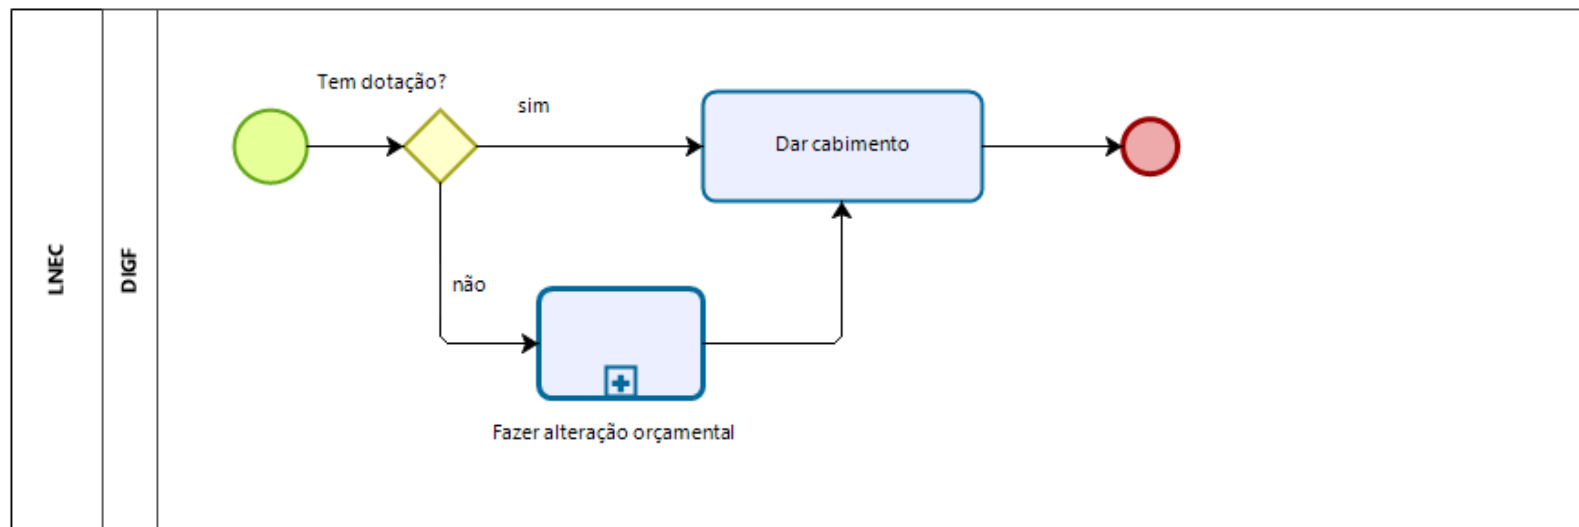 LNEC
DIGF
Tem dotação?
sim
Dar cabimento
não
Fazer alteração orçamental